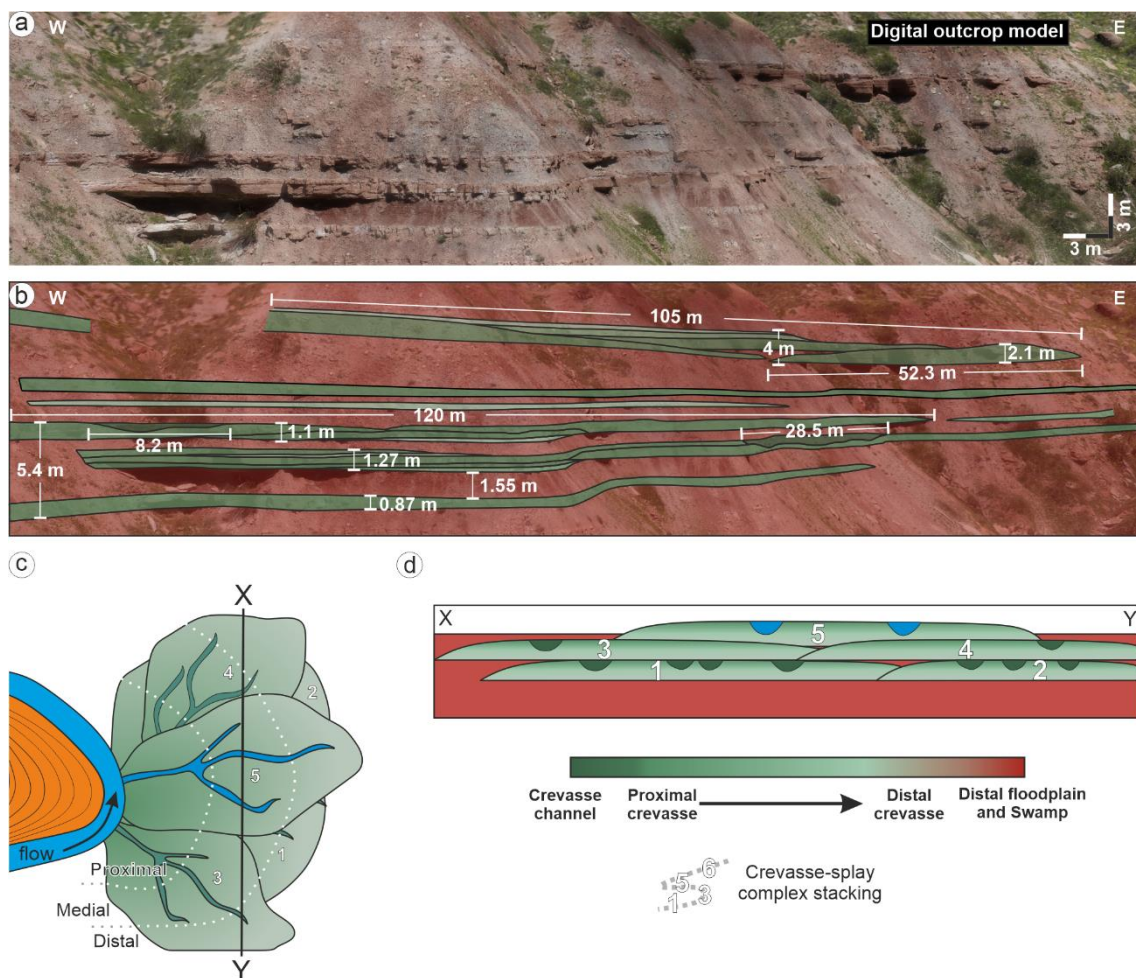 a
W
Digital outcrop model
E
3 m
3 m
b
W
E
105 m
4 m
2.1 m
52.3 m
120 m
1.1 m
8.2 m
28.5 m
5.4 m
1.27 m
1.55 m
0.87 m
c
X
4
2
5
1
3
flow
Proximal
Medial
Distal
Y
d
X
Y
5
3
4
1
2
Crevasse
channel
Proximal
crevasse
Distal
crevasse
Distal floodplain
and Swamp
5 6
1 3
Crevasse-splay
complex stacking